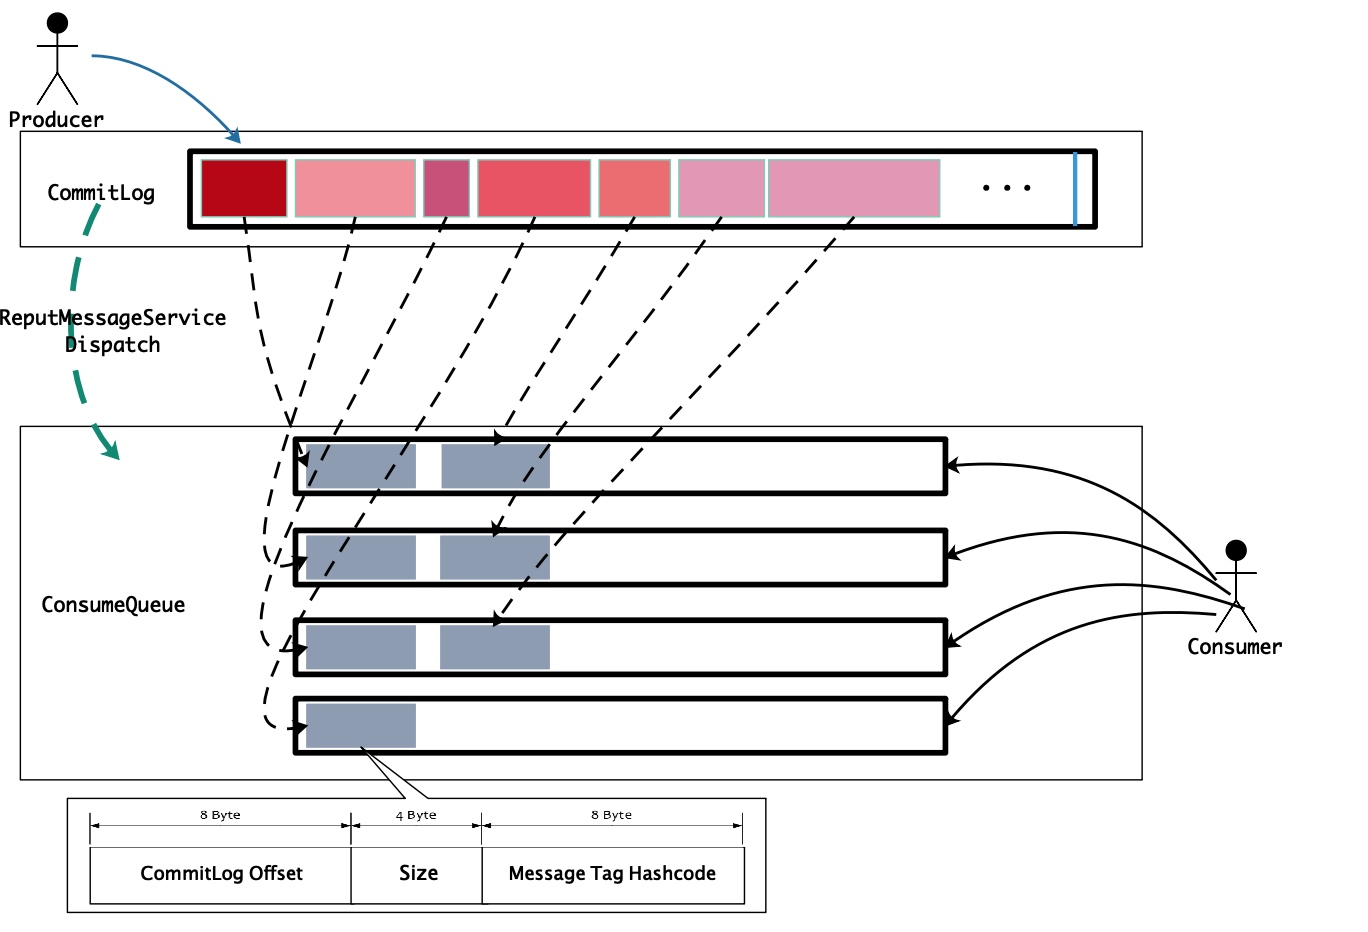 Producer
CommitLog
• • •
ReputMessageService
Dispatch
ConsumeQueue
Consumer
8 Byte 4 Byte 8 Byte
CommitLog Offset Size Message Tag Hashcode